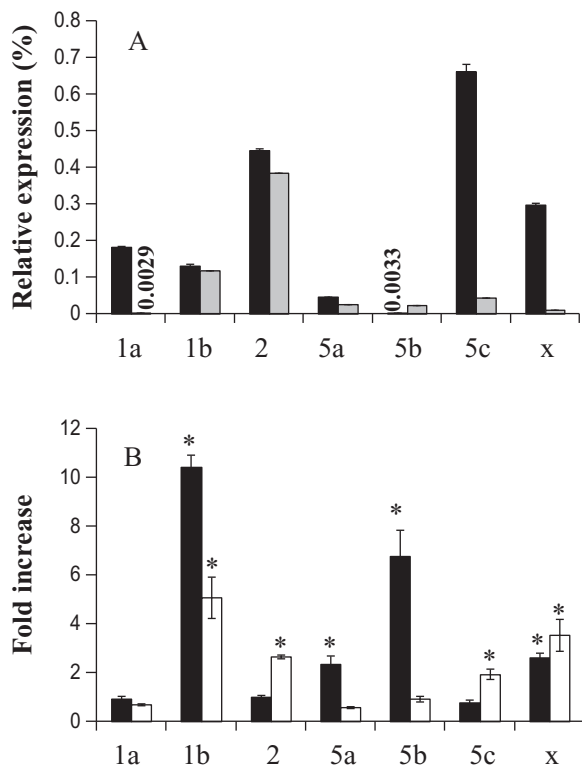 A
Relative expression (%)
0.8
0.7
0.6
0.5
0.4
0.3
0.2
0.1
0
0.0029
0.0033
1a 1b 2 5a 5b 5c x
B
Fold increase
12
10
8
6
4
2
0
* * * * * * * *
1a 1b 2 5a 5b 5c x